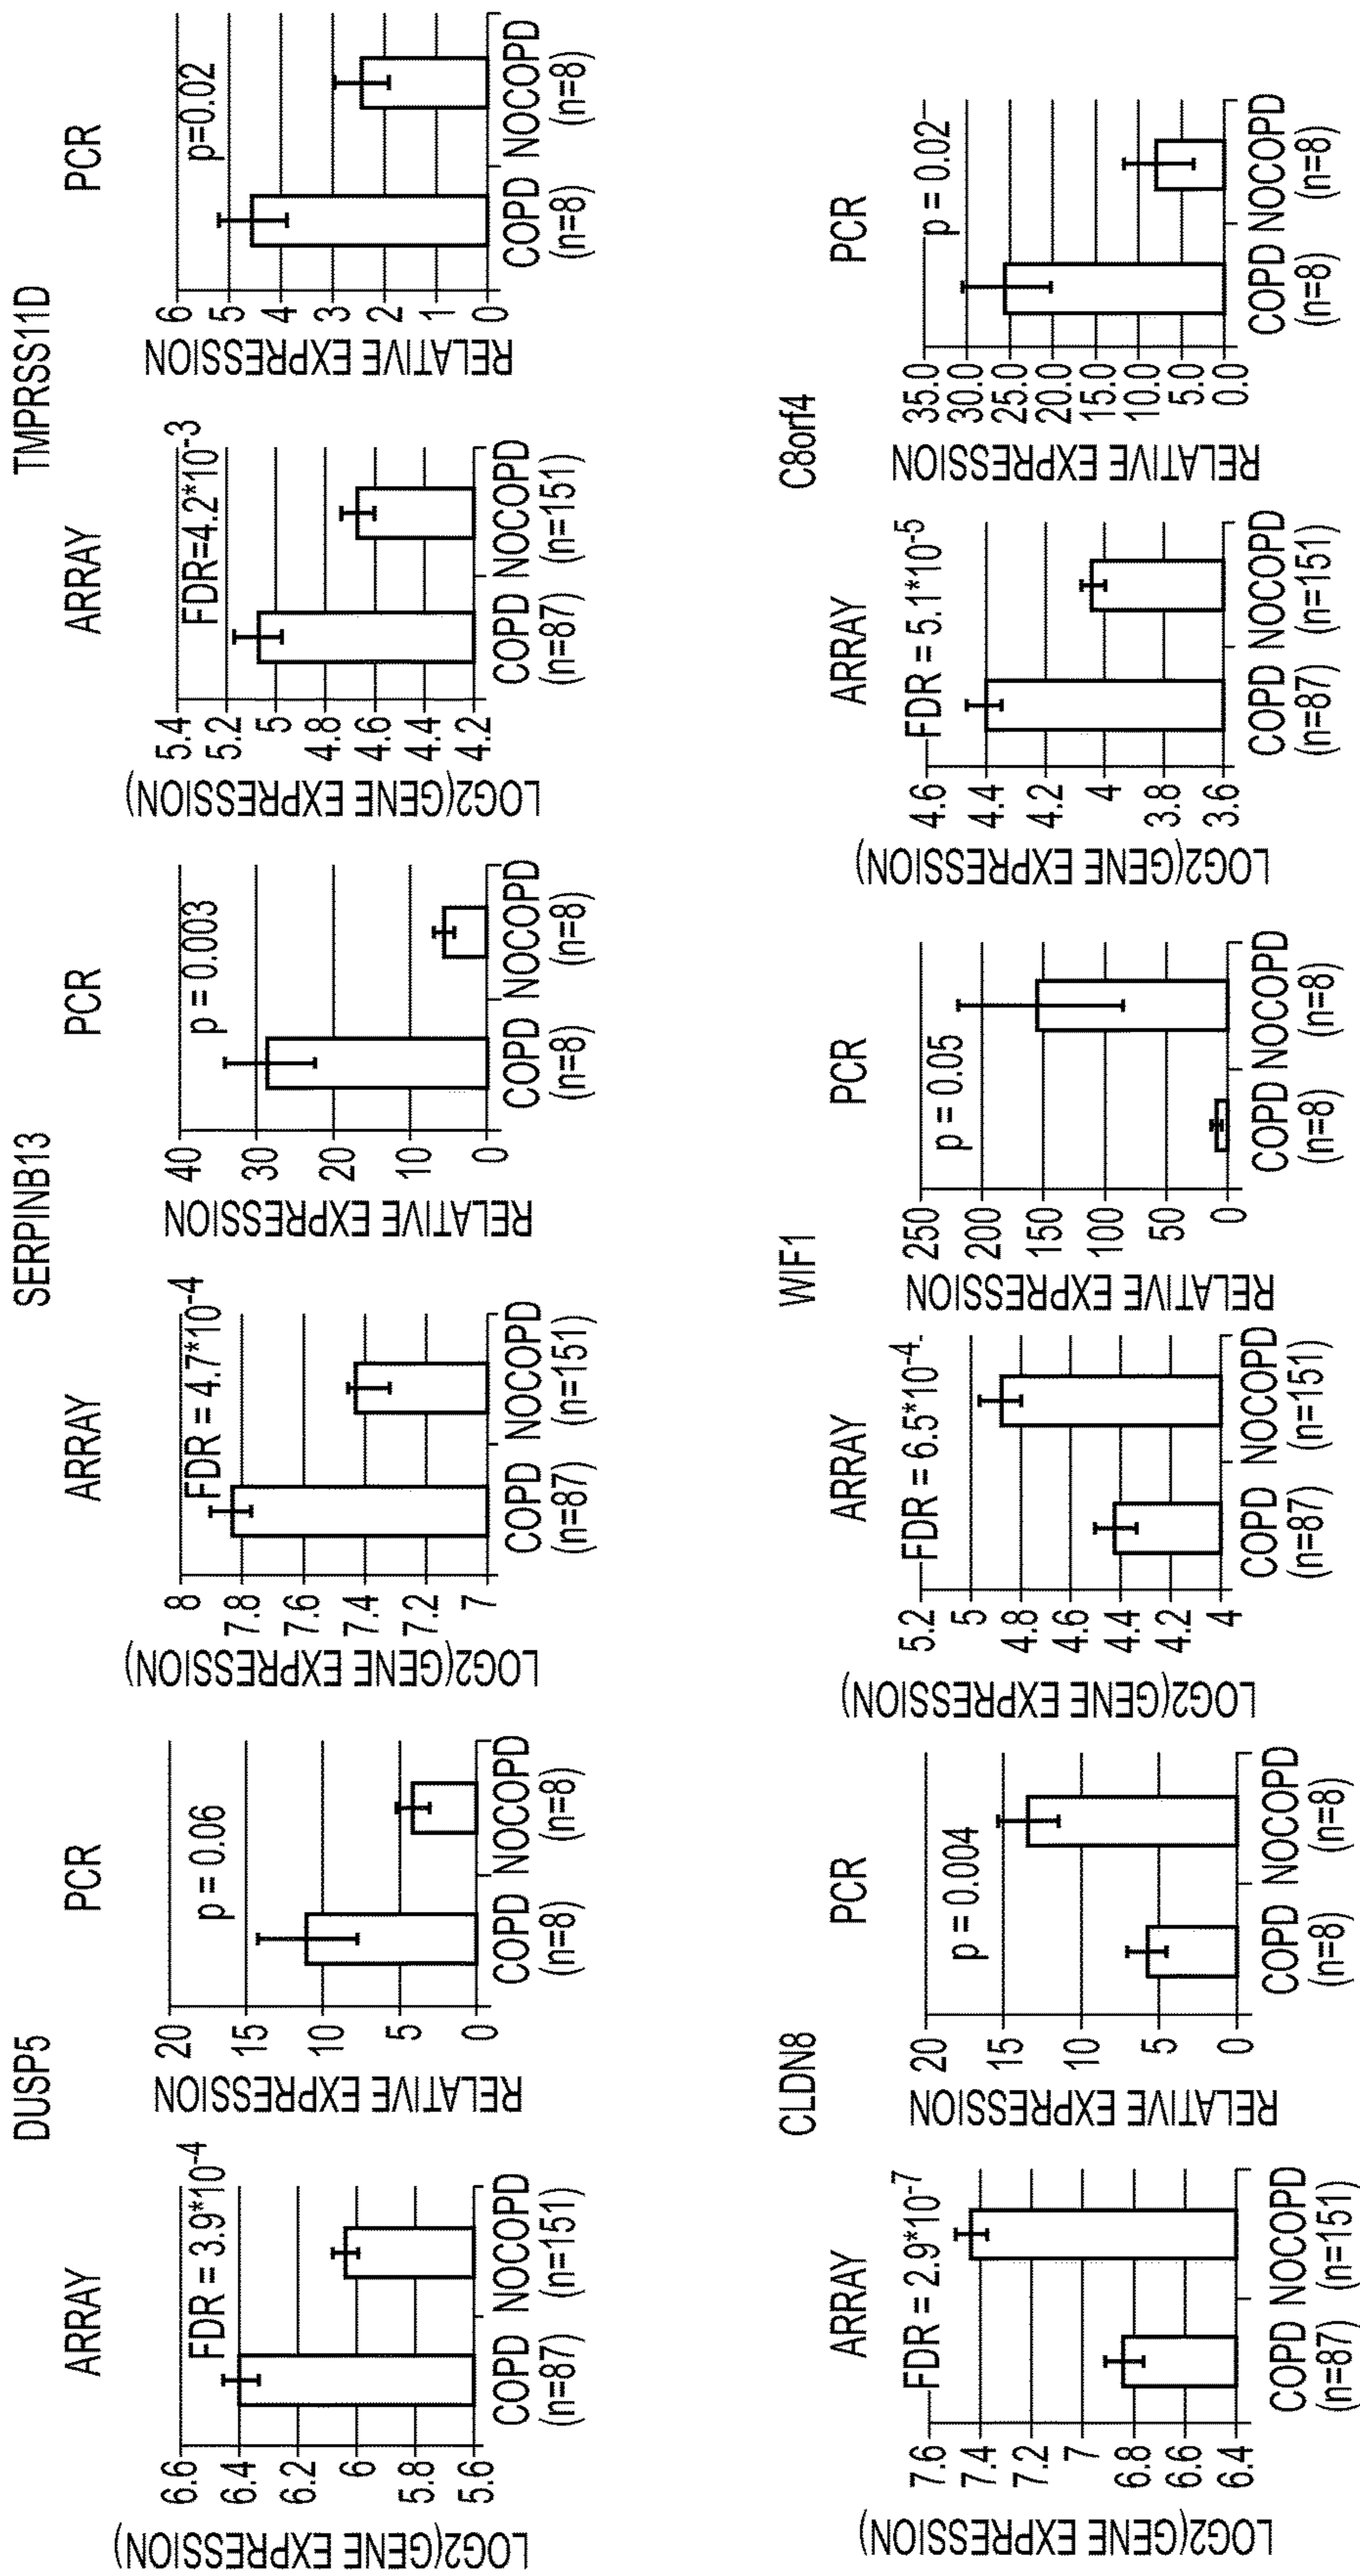 DUSP5
ARRAY
LOG2(GENE EXPRESSION)
6.6
6.4
6.2
6
5.8
5.6
FDR = 3.9*10-4
COPD NOCOPD
(n=87) (n=151)
PCR
RELATIVE EXPRESSION
20
15
10
5
0
p = 0.06
COPD NOCOPD
(n=8) (n=8)
SERPINB13
ARRAY
LOG2(GENE EXPRESSION)
8
7.8
7.6
7.4
7.2
7
FDR = 4.7*10-4
COPD NOCOPD
(n=87) (n=151)
PCR
RELATIVE EXPRESSION
40
30
20
10
0
p = 0.003
COPD NOCOPD
(n=8) (n=8)
TMPRSS11D
ARRAY
LOG2(GENE EXPRESSION)
5.4
5.2
5
4.8
4.6
4.4
4.2
FDR=4.2*10-3
COPD NOCOPD
(n=87) (n=151)
PCR
RELATIVE EXPRESSION
6
5
4
3
2
1
0
p=0.02
COPD NOCOPD
(n=8) (n=8)
CLDN8
ARRAY
LOG2(GENE EXPRESSION)
7.6
7.4
7.2
7
6.8
6.6
6.4
FDR = 2.9*10-7
COPD NOCOPD
(n=87) (n=151)
PCR
RELATIVE EXPRESSION
20
15
10
5
0
p = 0.004
COPD NOCOPD
(n=8) (n=8)
WIF1
ARRAY
LOG2(GENE EXPRESSION)
5.2
5
4.8
4.6
4.4
4.2
4
FDR = 6.5*10-4
COPD NOCOPD
(n=87) (n=151)
PCR
RELATIVE EXPRESSION
250
200
150
100
50
0
p = 0.05
COPD NOCOPD
(n=8) (n=8)
C8orf4
ARRAY
LOG2(GENE EXPRESSION)
4.6
4.4
4.2
4
3.8
3.6
FDR = 5.1*10-5
COPD NOCOPD
(n=87) (n=151)
PCR
RELATIVE EXPRESSION
35.0
30.0
25.0
20.0
15.0
10.0
5.0
0.0
p = 0.02
COPD NOCOPD
(n=8) (n=8)